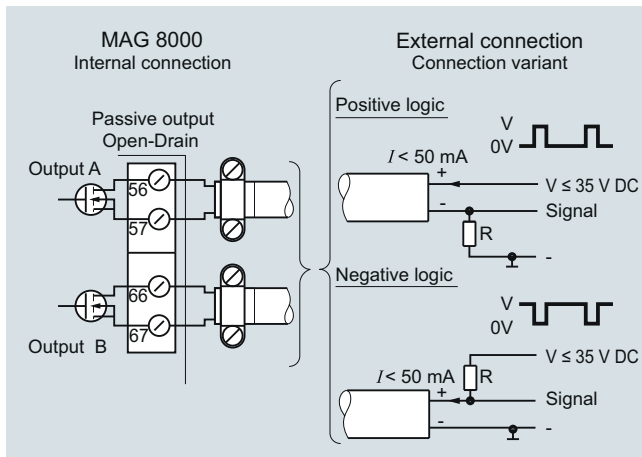 MAG 8000
Internal connection
Passive output
Open-Drain
Output A
56
57
66
67
Output B
External connection
Connection variant
Positive logic
V
0V
I < 50 mA
+
V ≤ 35 V DC
-
Signal
R
-
Negative logic
V
0V
V ≤ 35 V DC
I < 50 mA
R
+
Signal
-
-